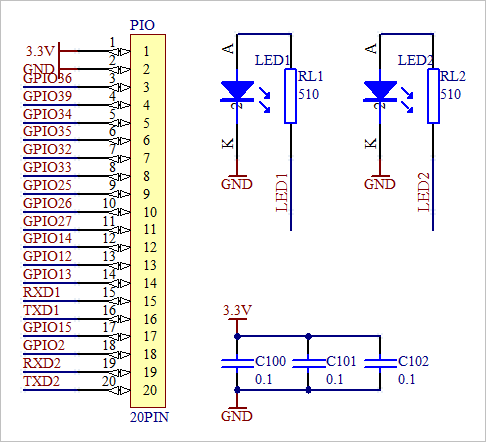 PIO
3.3V 1 1
GND 2 2
GPIO36 3 3
GPIO39 4 4
GPIO34 5 5
GPIO35 6 6
GPIO32 7 7
GPIO33 8 8
GPIO25 9 9
GPIO26 10 10
GPIO27 11 11
GPIO14 12 12
GPIO12 13 13
GPIO13 14 14
RXD1 15 15
TXD1 16 16
GPIO15 17 17
GPIO2 18 18
RXD2 19 19
TXD2 20 20
20PIN
A
LED1
RL1
510
2
K
GND
LED1
A
LED2
RL2
510
2
K
GND
LED2
3.3V
C100
0.1
C101
0.1
C102
0.1
GND